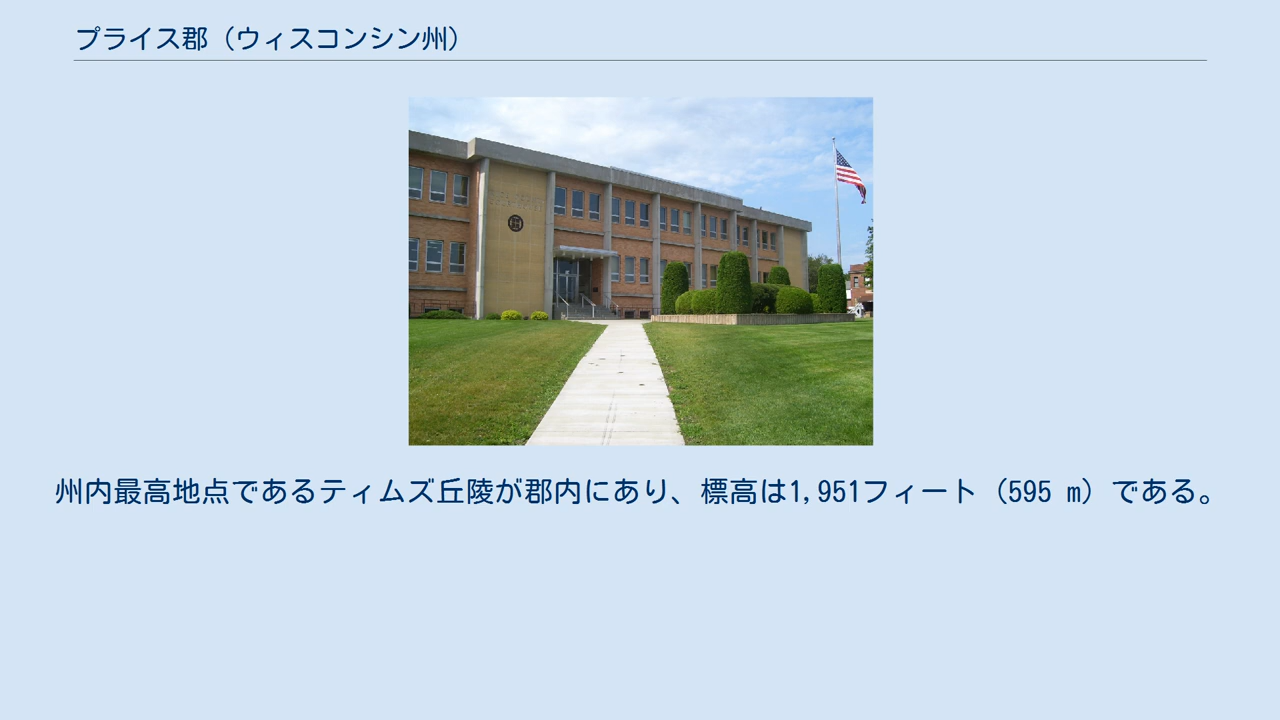 プライス郡（ウィスコンシン州）
州内最高地点であるティムズ丘陵が郡内にあり、標高は1,951フィート（595 m）である。